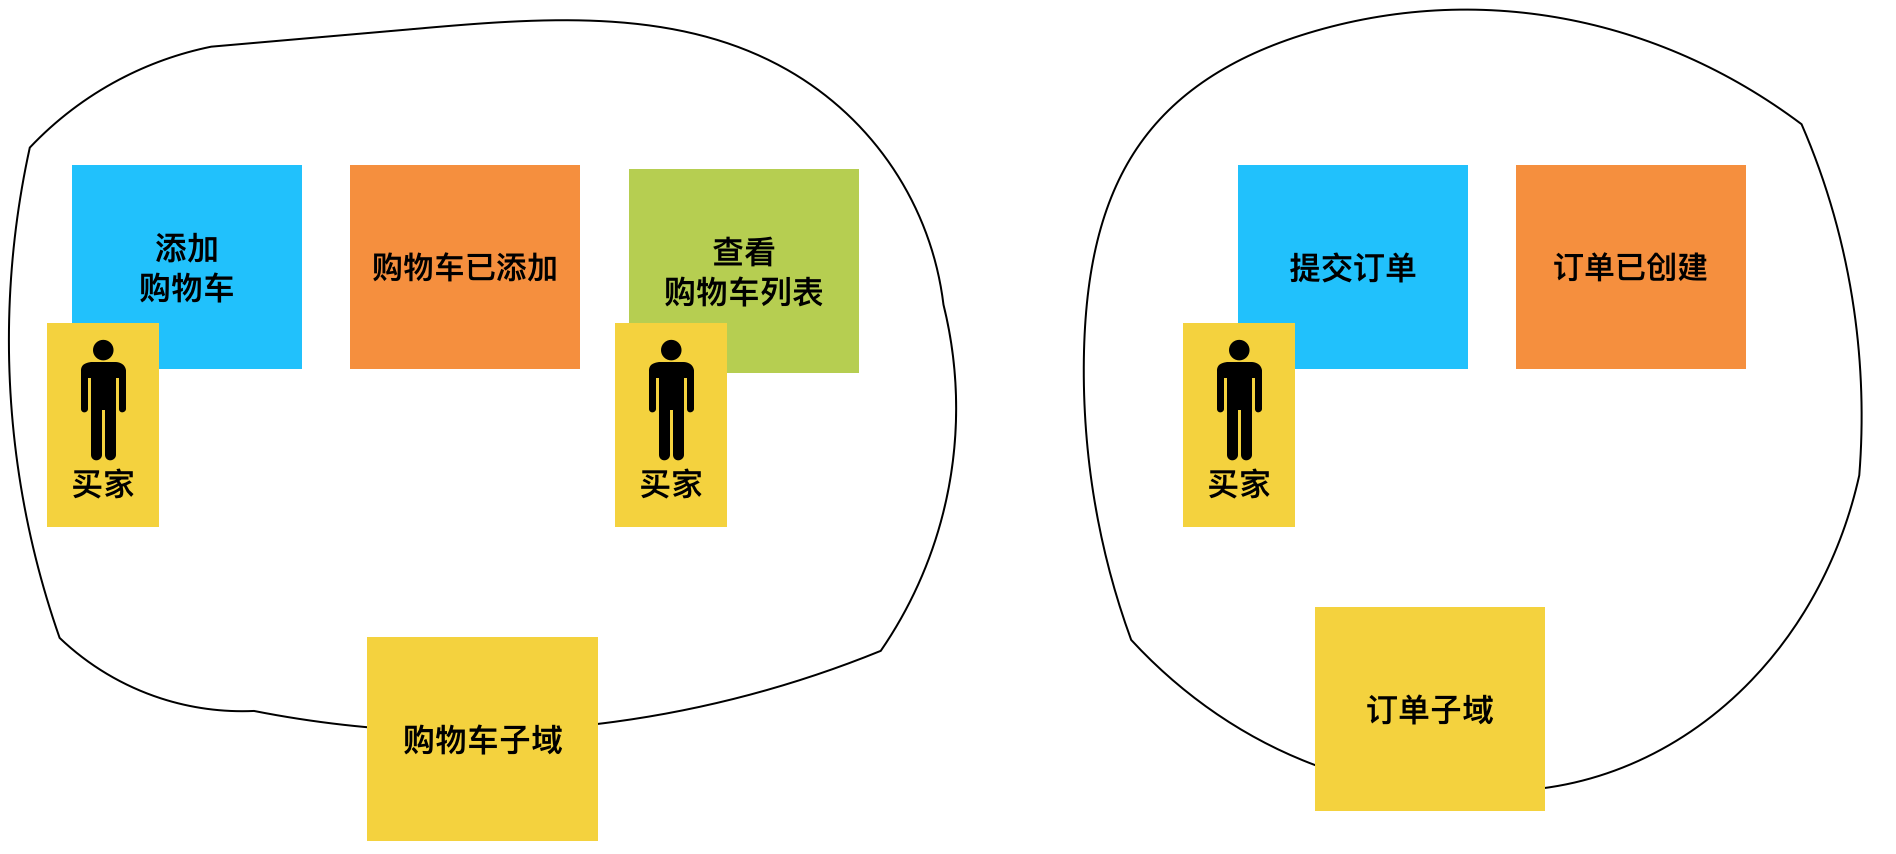 添加
购物车
购物车已添加
查看
购物车列表
买家
买家
购物车子域
提交订单
订单已创建
买家
订单子域